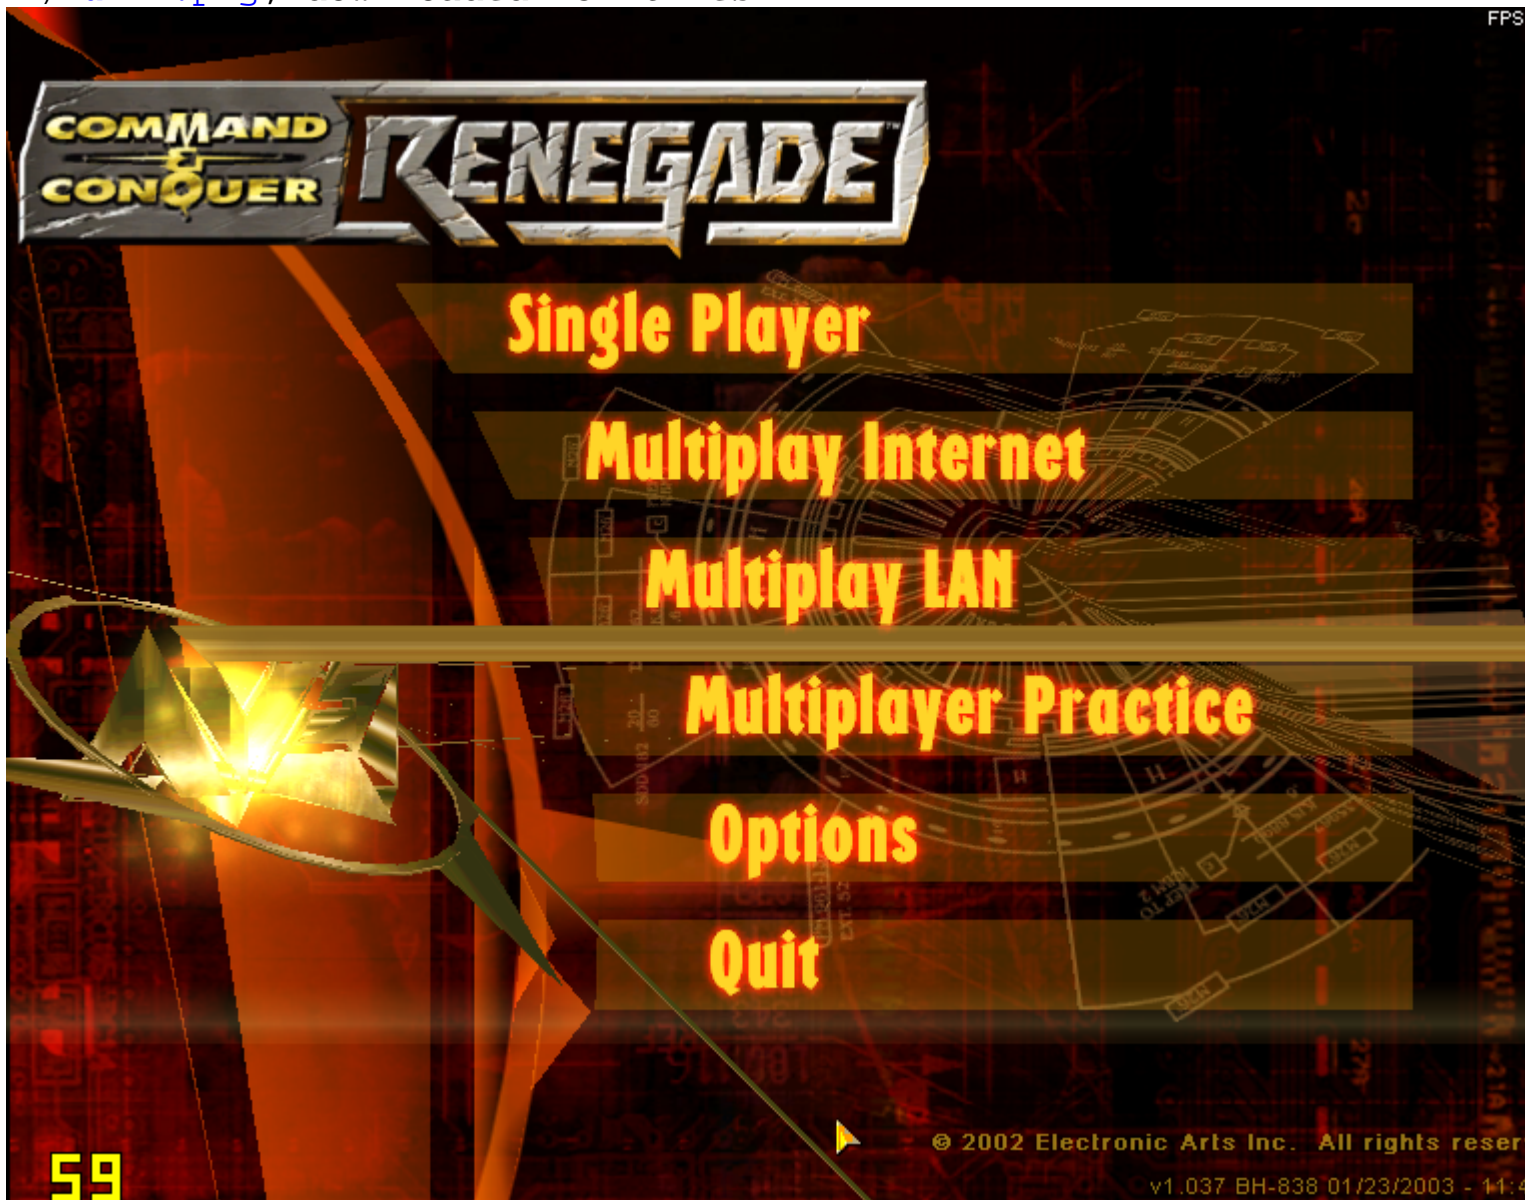 FPS
COMMAND & CONQUER RENEGADE™
Single Player
Multiplay Internet
Multiplay LAN
Multiplayer Practice
Options
Quit
© 2002 Electronic Arts Inc. All rights reser
v1.037 BH-838 01/23/2003 - 11:4
59